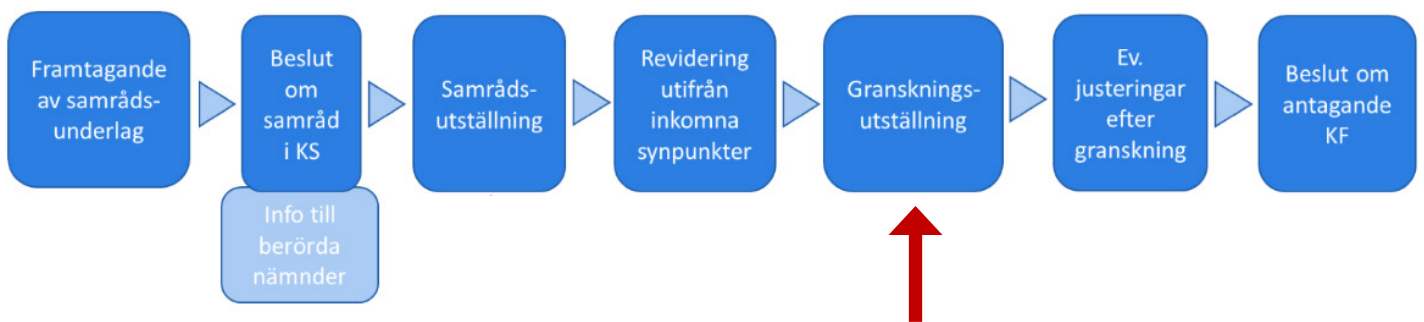 Framtagande
av samråds-
underlag
Beslut
om
samråd
i KS
Info till
berörda
nämnder
Samråds-
utställning
Revidering
utifrån
inkomna
synpunkter
Gransknings-
utställning
Ev.
justeringar
efter
granskning
Beslut om
antagande
KF